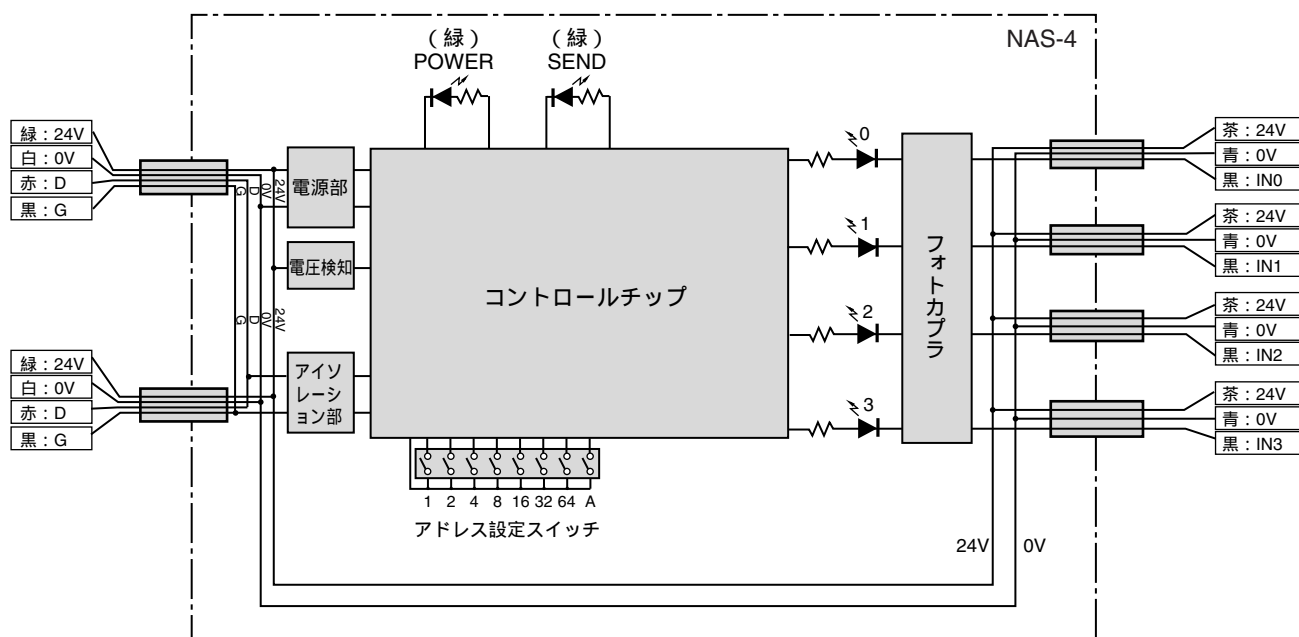 NAS-4
（緑）
POWER
（緑）
SEND
緑：24V
白：0V
赤：D
黒：G
24V
0V
D
G
電源部
電圧検知
24V
0V
D
G
緑：24V
白：0V
赤：D
黒：G
アイソ
レーシ
ョン部
コントロールチップ
0
1
2
3
フォトカプラ
茶：24V
青：0V
黒：IN0
茶：24V
青：0V
黒：IN1
茶：24V
青：0V
黒：IN2
茶：24V
青：0V
黒：IN3
1 2 4 8 16 32 64 A
アドレス設定スイッチ
24V 0V